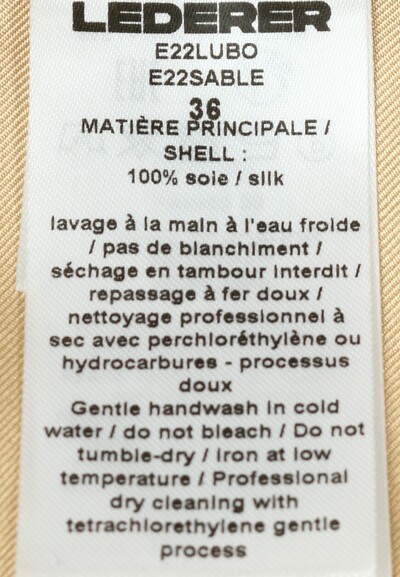 LEDERER
E22LUBO
E22SABLE
36
MATIÈRE PRINCIPALE /
SHELL :
100% soie / silk
lavage à la main à l'eau froide
/ pas de blanchiment /
séchage en tambour interdit /
repassage à fer doux /
nettoyage professionnel à
sec avec perchloréthylène ou
hydrocarbures - processus
doux
Gentle handwash in cold
water / do not bleach / Do not
tumble-dry / iron at low
temperature / Professional
dry cleaning with
tetrachlorethylene gentle
process